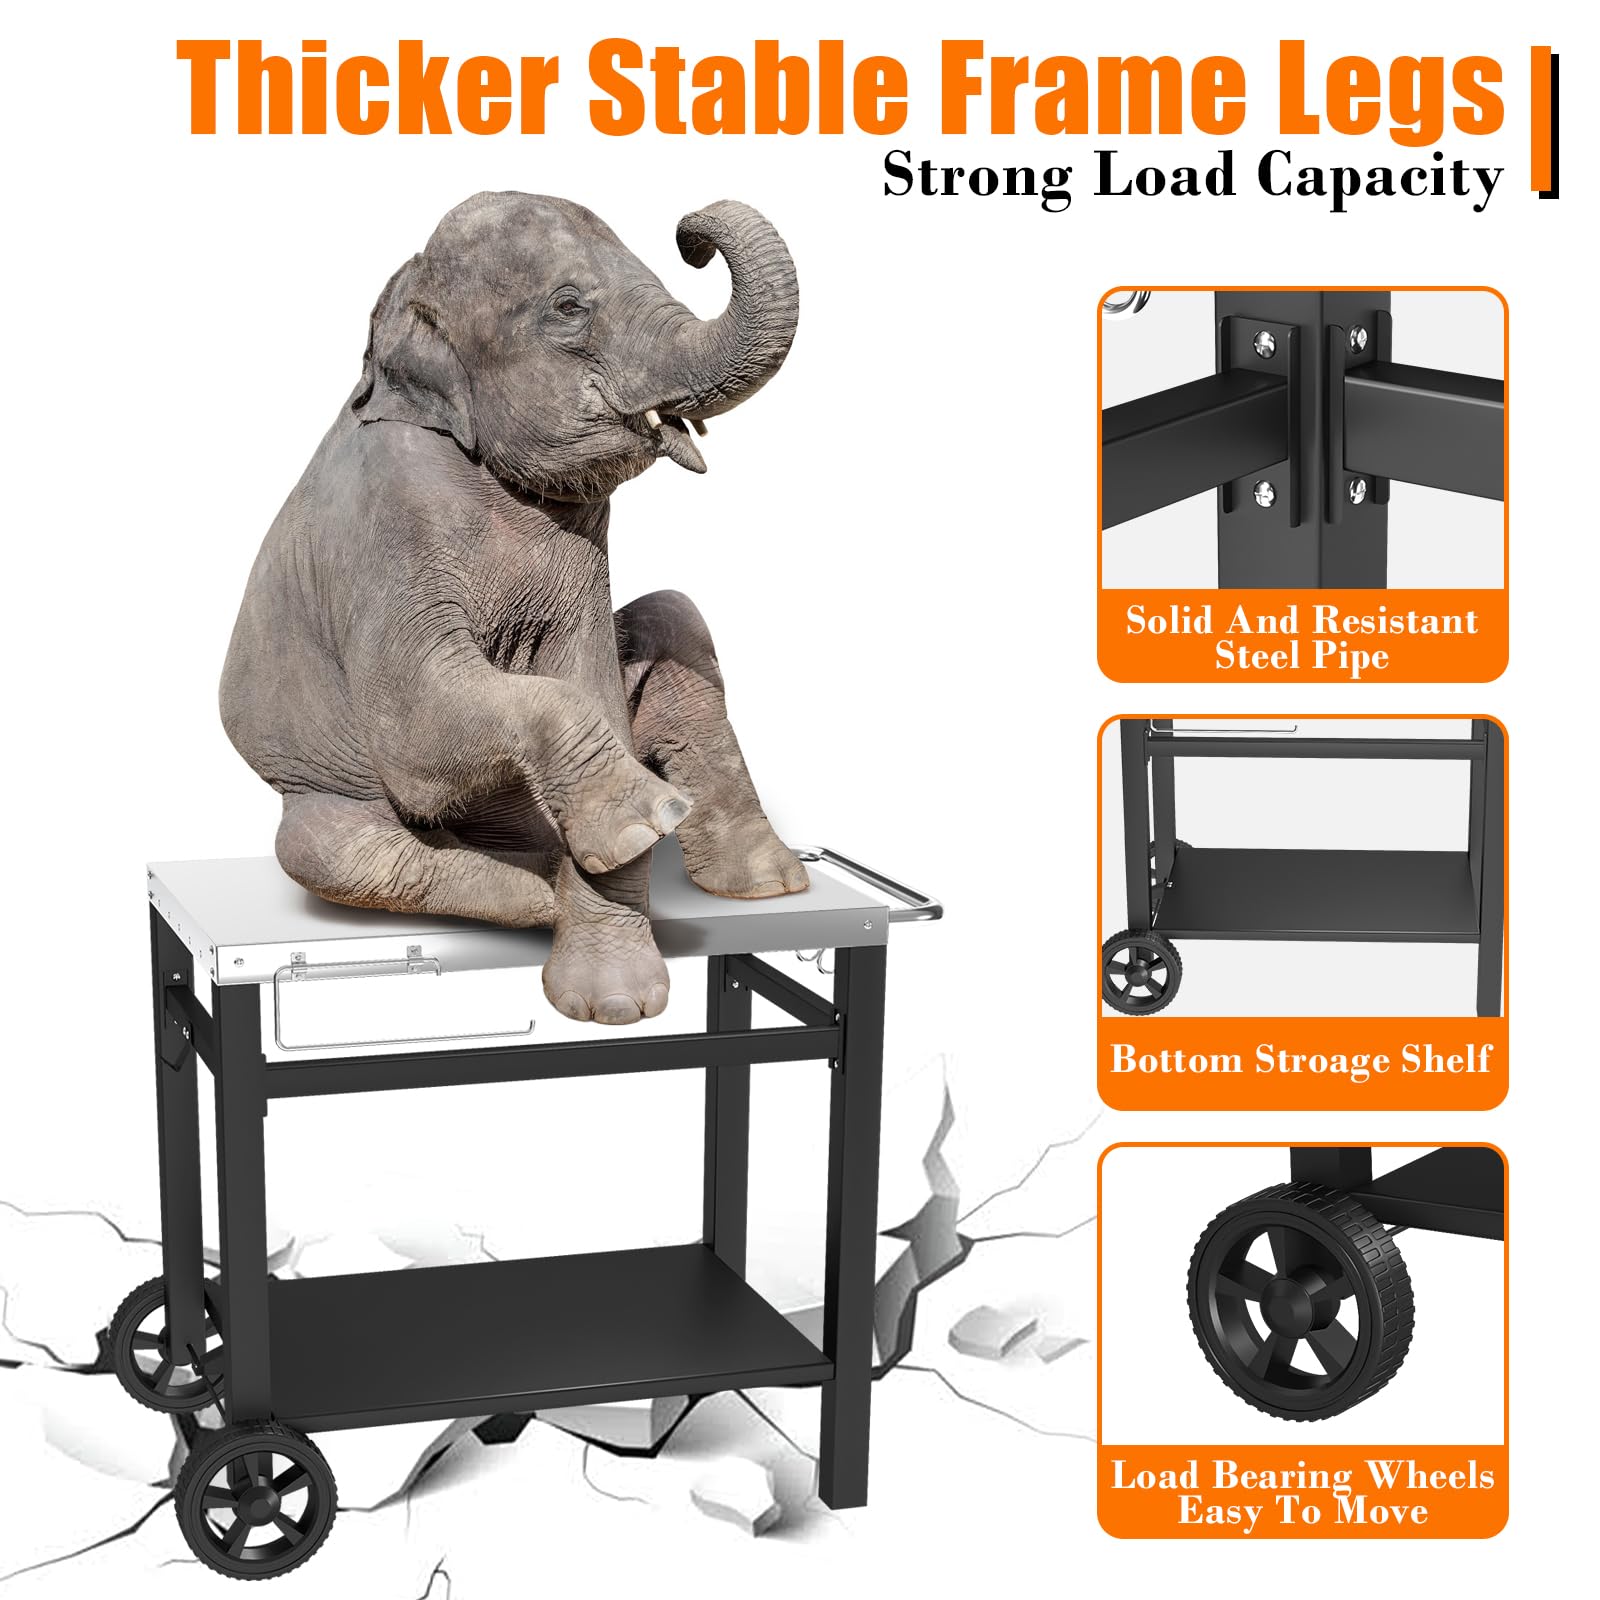 Thicker Stable Frame Legs
Strong Load Capacity
Solid And Resistant
Steel Pipe
Bottom Stroage Shelf
Load Bearing Wheels
Easy To Move